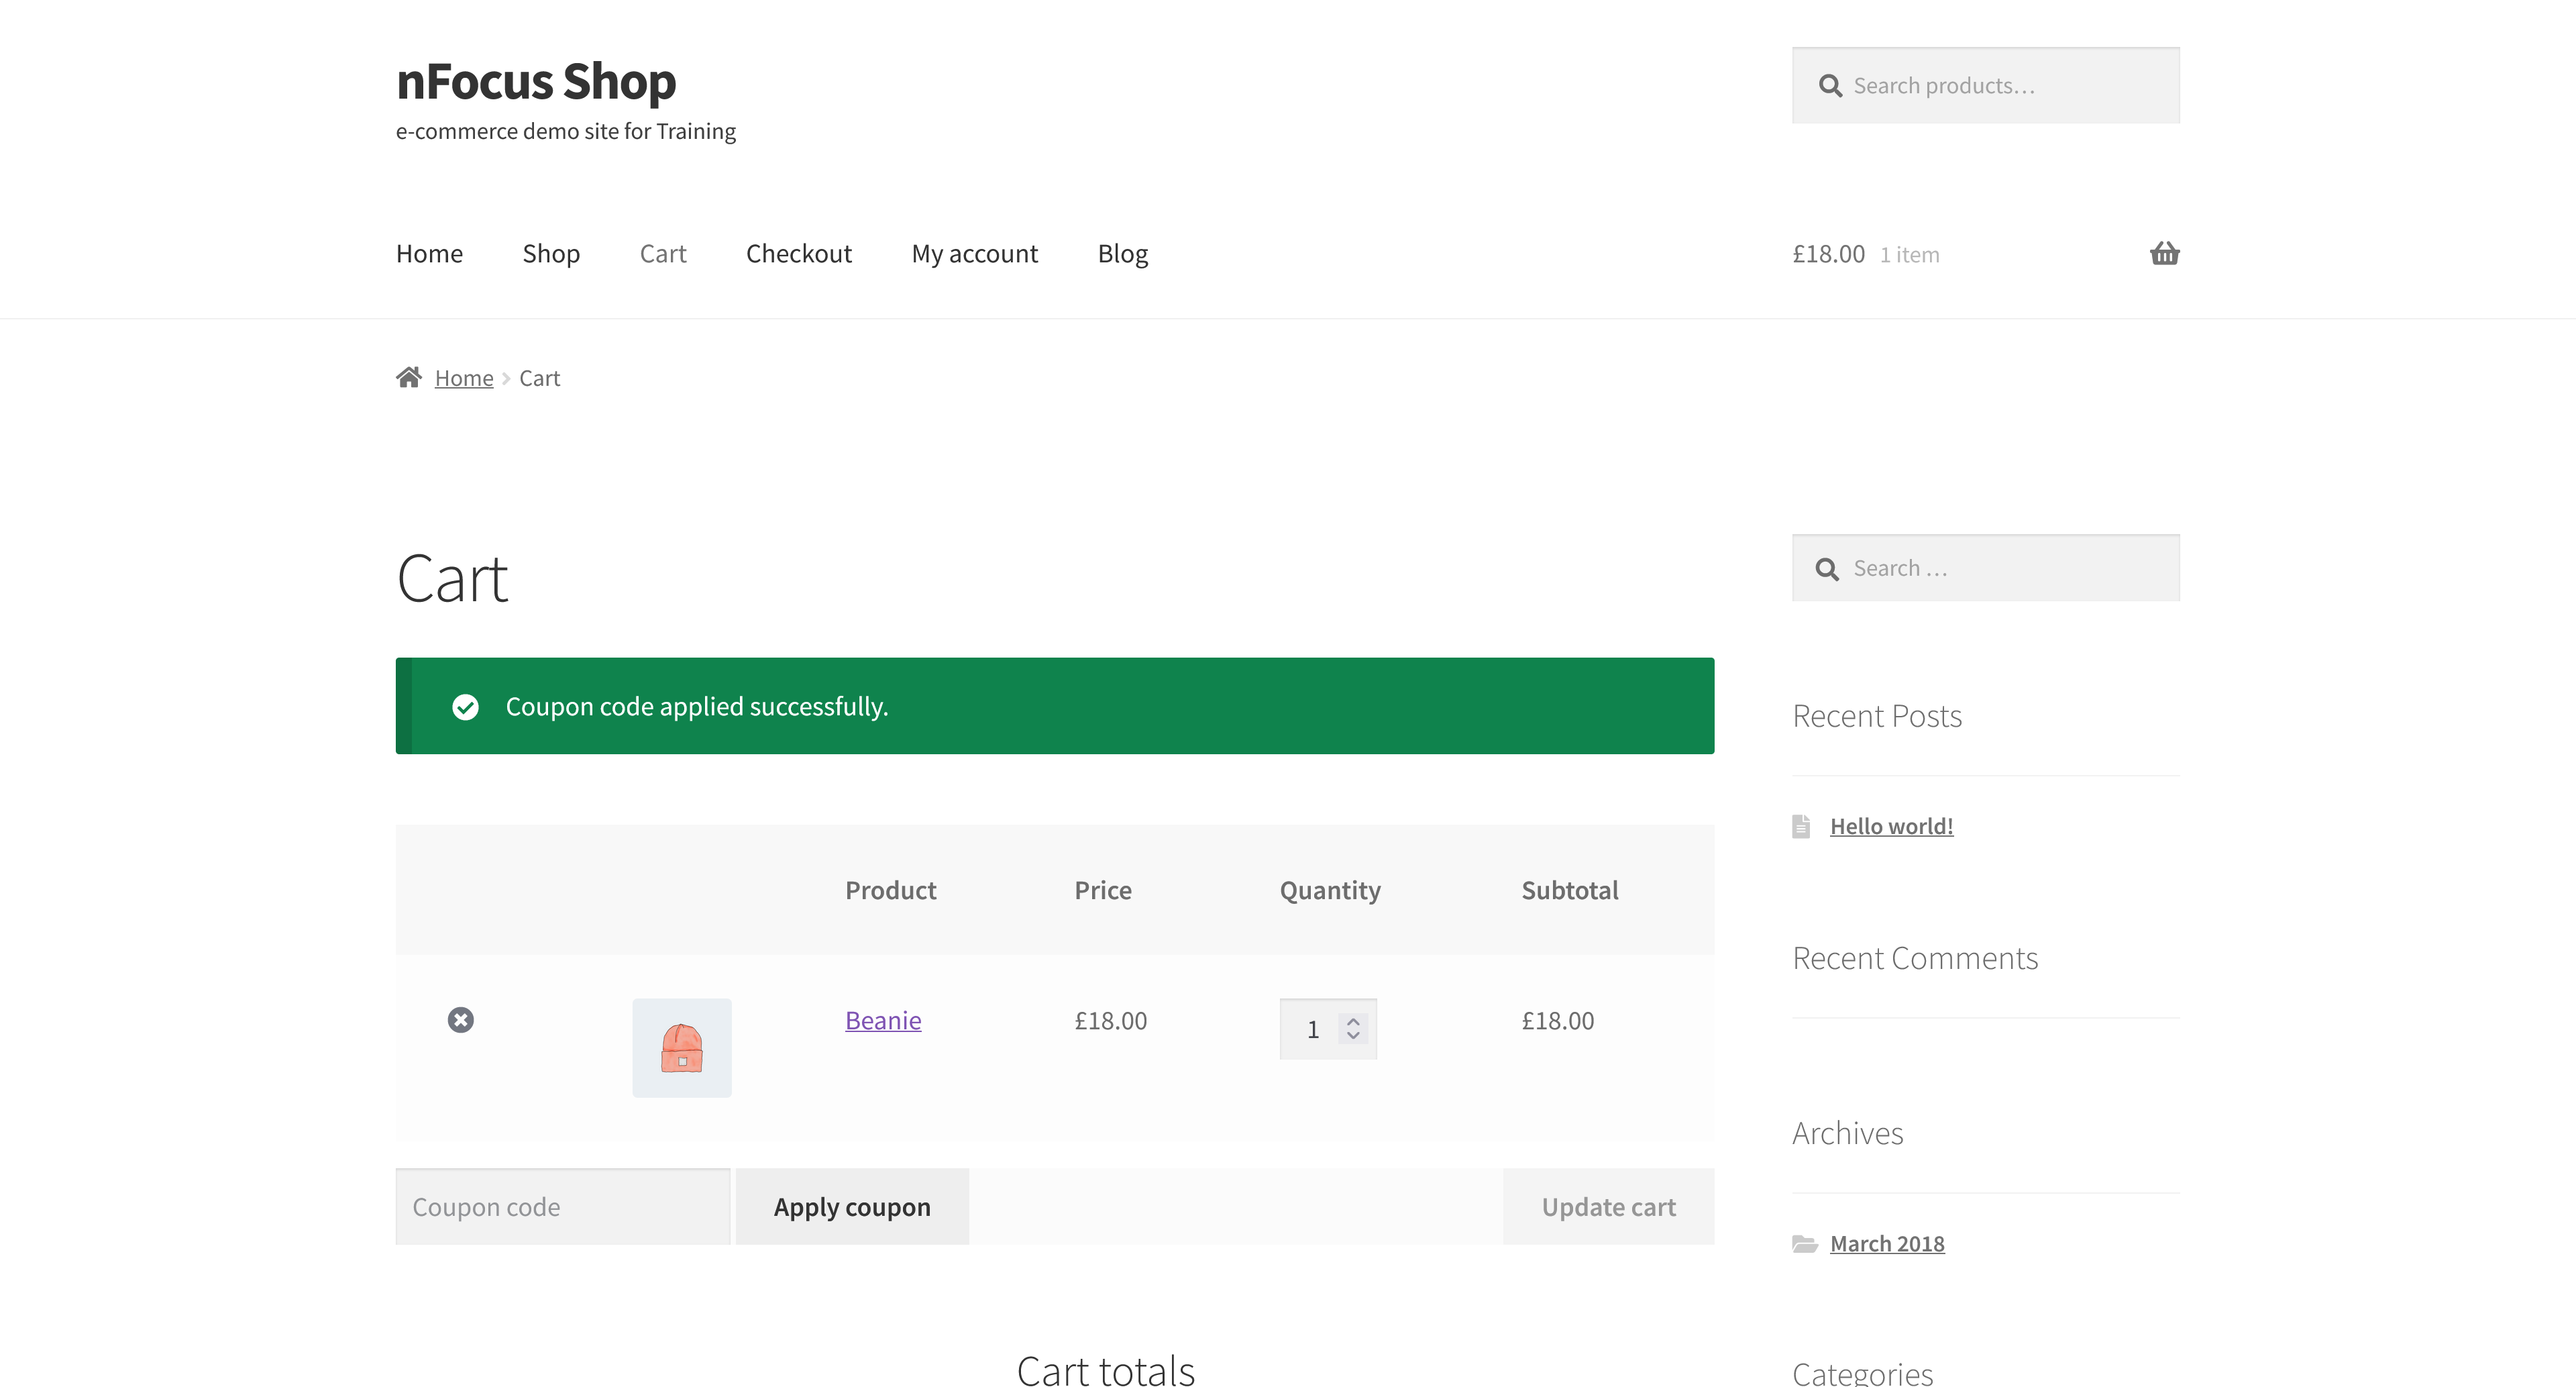 nFocus Shop
e-commerce demo site for Training
Search products…
Home Shop Cart Checkout My account Blog
£18.00 1 item
Home Cart
Cart
Search …
Coupon code applied successfully.
Recent Posts
Hello world!
Product Price Quantity Subtotal
Recent Comments
Beanie £18.00 1 £18.00
Archives
Coupon code Apply coupon Update cart
March 2018
Cart totals
Categories